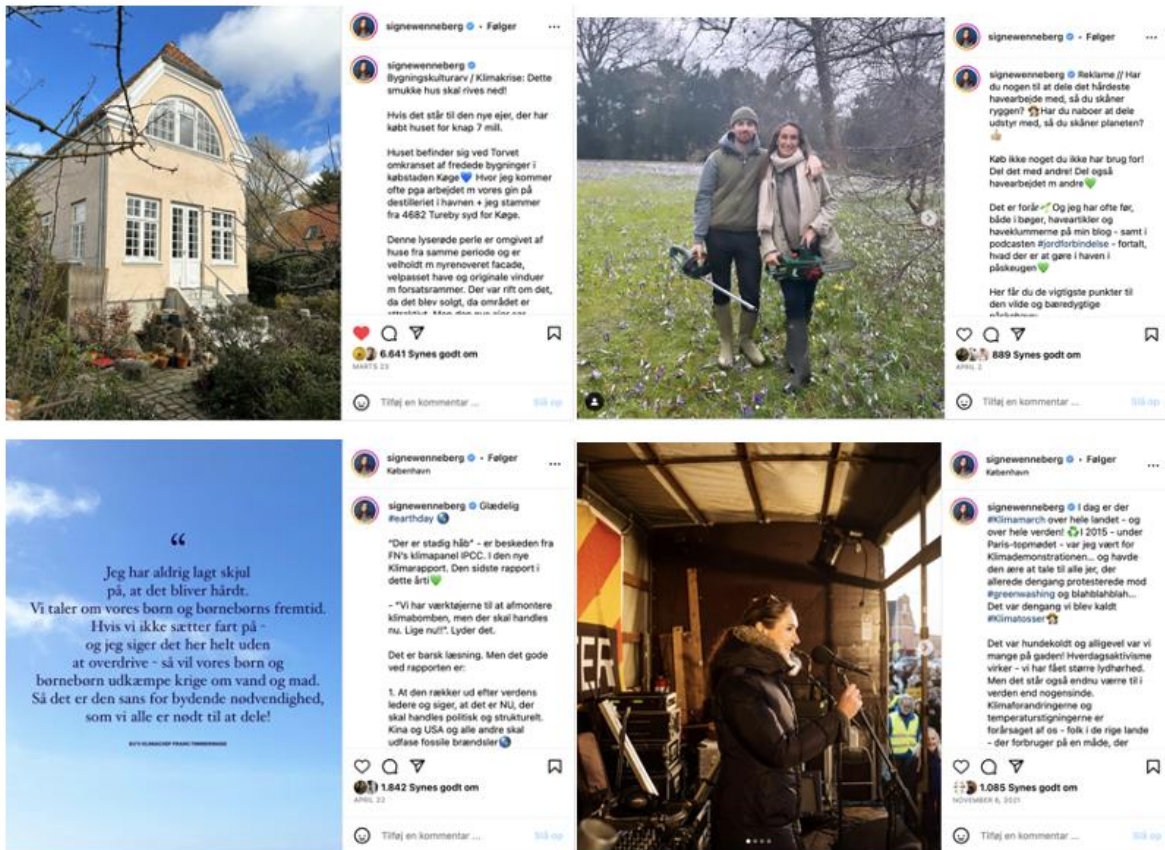 signewenneberg • Følger
signewenneberg
Bygningskulturarv / Klimakrise: Dette
smukke hus skal rives ned!
Hvis det står til den nye ejer, der har
købt huset for knap 7 mill.
Huset befinder sig ved Torvet
omkranset af fredede bygninger i
købstaden Køge💙 Hvor jeg kommer
ofte pga arbejdet m vores gin på
destilleriet i havnen + jeg stammer
fra 4682 Tureby syd for Køge.
Denne lyserøde perle er omgivet af
huse fra samme periode og er
velholdt m nyrenoveret facade,
velpasset have og originale vinduer
m forsatsrammer. Der var rift om det,
da det blev solgt, da området er
6.641 Synes godt om
MARTS 23
Tilføj en kommentar ...
Slå op
signewenneberg • Følger
signewenneberg Reklame // Har
du nogen til at dele det hårdeste
havearbejde med, så du skåner
ryggen? Har du naboer at dele
udstyr med, så du skåner planeten?
Køb ikke noget du ikke har brug for!
Del det med andre! Del også
havearbejdet m andre💚
Det er forår🌱Og jeg har ofte før,
både i bøger, haveartikler og
haveklummerne på min blog - samt i
podcasten #jordforbindelse - fortalt,
hvad der er at gøre i haven i
påskeugen💚
Her får du de vigtigste punkter til
den vilde og bæredygtige
889 Synes godt om
APRIL 2
Tilføj en kommentar ...
Slå op
“
Jeg har aldrig lagt skjul
på, at det bliver hårdt.
Vi taler om vores børn og børnebørns fremtid.
Hvis vi ikke sætter fart på -
og jeg siger det her helt uden
at overdrive - så vil vores børn og
børnebørn udkæmpe krige om vand og mad.
Så det er den sans for bydende nødvendighed,
som vi alle er nødt til at dele!
EU'S KLIMACHEF FRANS TIMMERMANS
signewenneberg • Følger
København
signewenneberg Glædelig
#earthday 🌎
"Der er stadig håb" - er beskeden fra
FN's klimapanel IPCC. I den nye
Klimarapport. Den sidste rapport i
dette årti💚
- "Vi har værktøjerne til at afmontere
klimabomben, men der skal handles
nu. Lige nu!!". Lyder det.
Det er barsk læsning. Men det gode
ved rapporten er:
1. At den rækker ud efter verdens
ledere og siger, at det er NU, der
skal handles politisk og strukturelt.
Kina og USA og alle andre skal
udfase fossile brændsler🌎
1.842 Synes godt om
APRIL 22
Tilføj en kommentar ...
Slå op
signewenneberg • Følger
København
signewenneberg I dag er der
#Klimamarch over hele landet - og
over hele verden! ♻️I 2015 - under
Paris-topmødet - var jeg vært for
Klimademonstrationen... og havde
den ære at tale til alle jer, der
allerede dengang protesterede mod
#greenwashing og blahblahblah...
Det var dengang vi blev kaldt
#Klimatosser
Det var hundekoldt og alligevel var vi
mange på gaden! Hverdagsaktivisme
virker - vi har fået større lydhørhed.
Men det står også endnu værre til i
verden end nogensinde.
Klimaforandringerne og
temperaturstigningerne er
forårsaget af os - folk i de rige lande
- der forbruger på en måde, der
1.085 Synes godt om
NOVEMBER 6, 2021
Tilføj en kommentar ...
Slå op